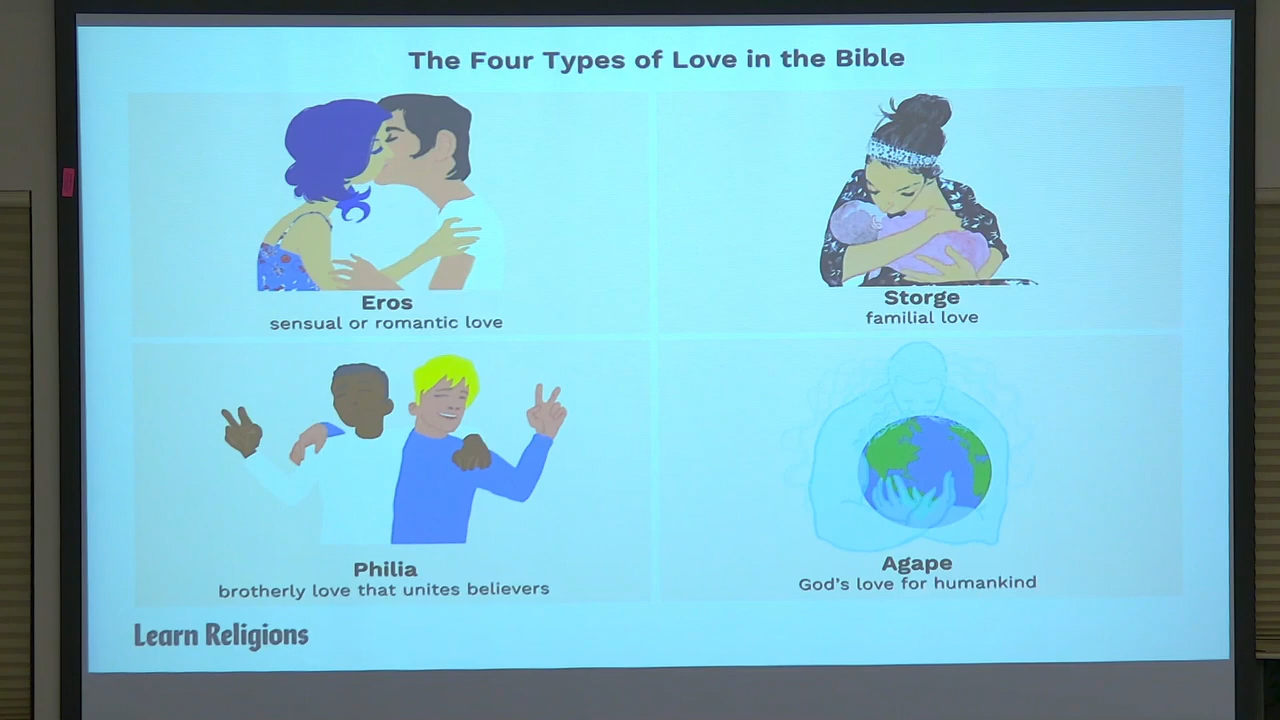 The Four Types of Love in the Bible
Eros
sensual or romantic love
Storge
familial love
Philia
brotherly love that unites believers
Agape
God's love for humankind
Learn Religions